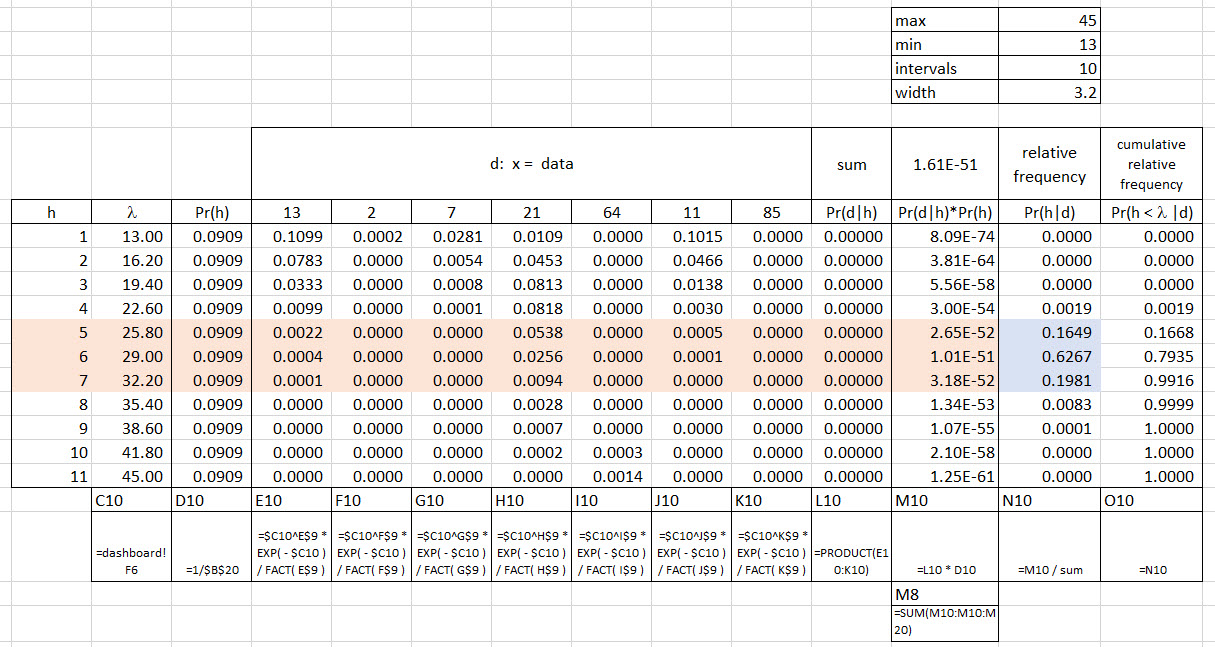 max 45
min 13
intervals 10
width 3.2
d: x = data sum 1.61E-51 relative frequency cumulative relative frequency
h λ Pr(h) 13 2 7 21 64 11 85 Pr(d|h) Pr(d|h)*Pr(h) Pr(h|d) Pr(h < λ |d)
1 13.00 0.0909 0.1099 0.0002 0.0281 0.0109 0.0000 0.1015 0.0000 0.00000 8.09E-74 0.0000 0.0000
2 16.20 0.0909 0.0783 0.0000 0.0054 0.0453 0.0000 0.0466 0.0000 0.00000 3.81E-64 0.0000 0.0000
3 19.40 0.0909 0.0333 0.0000 0.0008 0.0813 0.0000 0.0138 0.0000 0.00000 5.56E-58 0.0000 0.0000
4 22.60 0.0909 0.0099 0.0000 0.0001 0.0818 0.0000 0.0030 0.0000 0.00000 3.00E-54 0.0019 0.0019
5 25.80 0.0909 0.0022 0.0000 0.0000 0.0538 0.0000 0.0005 0.0000 0.00000 2.65E-52 0.1649 0.1668
6 29.00 0.0909 0.0004 0.0000 0.0000 0.0256 0.0000 0.0001 0.0000 0.00000 1.01E-51 0.6267 0.7935
7 32.20 0.0909 0.0001 0.0000 0.0000 0.0094 0.0000 0.0000 0.0000 0.00000 3.18E-52 0.1981 0.9916
8 35.40 0.0909 0.0000 0.0000 0.0000 0.0028 0.0000 0.0000 0.0000 0.00000 1.34E-53 0.0083 0.9999
9 38.60 0.0909 0.0000 0.0000 0.0000 0.0007 0.0000 0.0000 0.0000 0.00000 1.07E-55 0.0001 1.0000
10 41.80 0.0909 0.0000 0.0000 0.0000 0.0002 0.0003 0.0000 0.0000 0.00000 2.10E-58 0.0000 1.0000
11 45.00 0.0909 0.0000 0.0000 0.0000 0.0000 0.0014 0.0000 0.0000 0.00000 1.25E-61 0.0000 1.0000
C10 D10 E10 F10 G10 H10 I10 J10 K10 L10 M10 N10 O10
=$C10^E$9 * =$C10^F$9 * =$C10^G$9 * =$C10^H$9 * =$C10^I$9 * =$C10^J$9 * =$C10^K$9 *
=dashboard! EXP( - $C10 ) EXP( - $C10 ) EXP( - $C10 ) EXP( - $C10 ) EXP( - $C10 ) EXP( - $C10 ) EXP( - $C10 ) =PRODUCT(E1
F6 =1/$B$20 / FACT( E$9 ) / FACT( F$9 ) / FACT( G$9 ) / FACT( H$9 ) / FACT( I$9 ) / FACT( J$9 ) / FACT( K$9 ) 0:K10) =L10 * D10 =M10 / sum =N10
M8
=SUM(M10:M10:M
20)